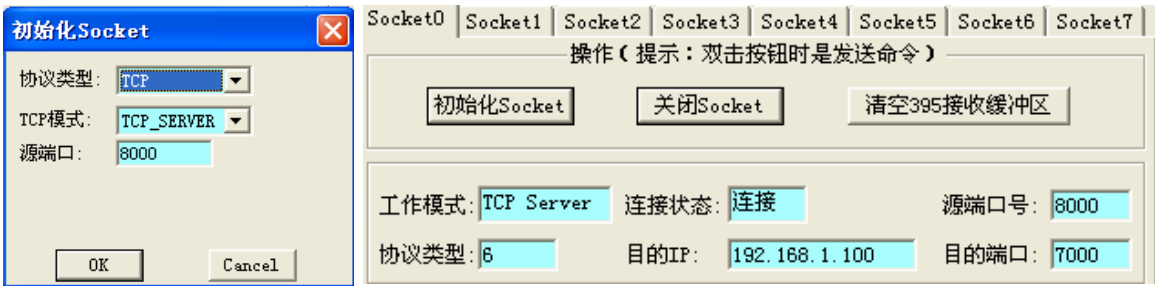 初始化Socket
协议类型: TCP
TCP模式: TCP_SERVER
源端口: 8000
OK Cancel
Socket0 Socket1 Socket2 Socket3 Socket4 Socket5 Socket6 Socket7
操作(提示:双击按钮时是发送命令)
初始化Socket 关闭Socket 清空395接收缓冲区
工作模式: TCP Server 连接状态: 连接 源端口号: 8000
协议类型: 6 目的IP: 192.168.1.100 目的端口: 7000